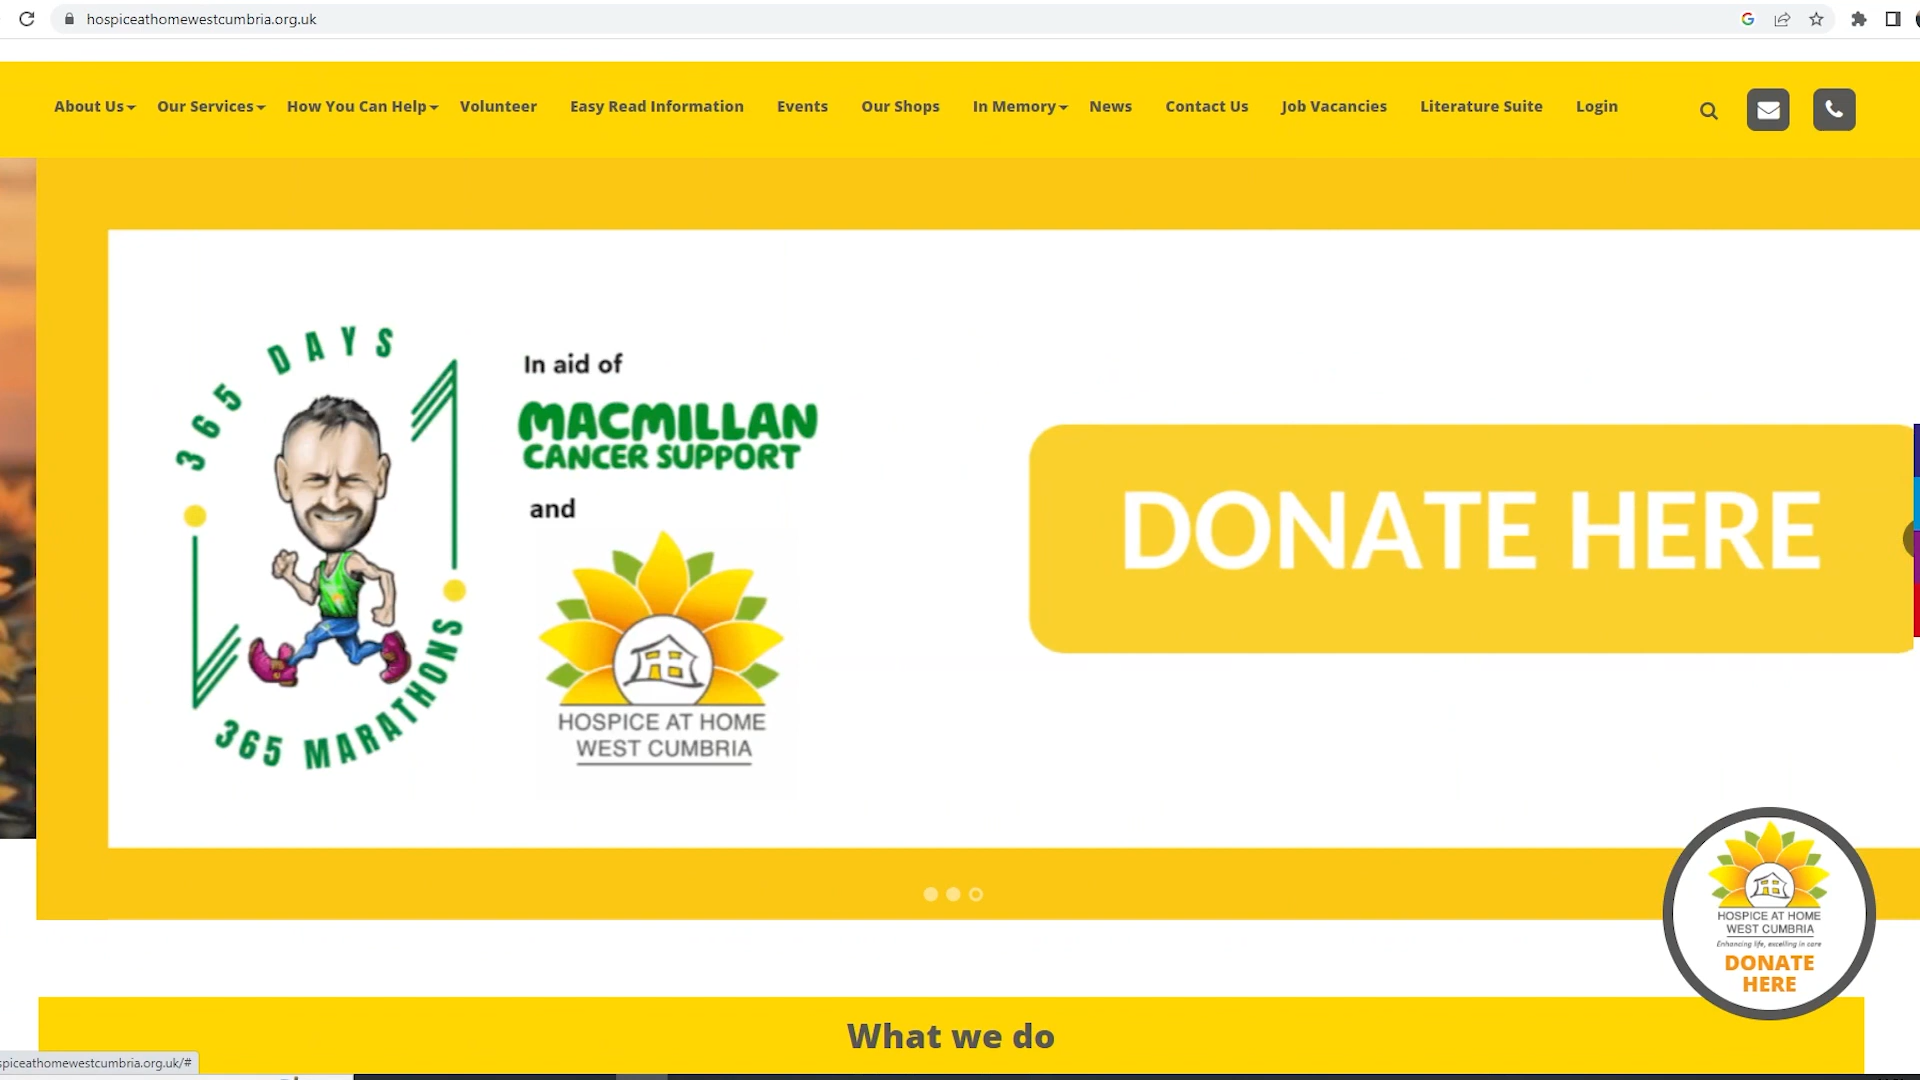 hospiceathomewestcumbria.org.uk
About Us Our Services How You Can Help Volunteer Easy Read Information Events Our Shops In Memory News Contact Us Job Vacancies Literature Suite Login
365 DAYS
365 MARATHONS
In aid of
MACMILLAN
CANCER SUPPORT
and
HOSPICE AT HOME
WEST CUMBRIA
DONATE HERE
HOSPICE AT HOME
WEST CUMBRIA
Enhancing life, excelling in care
DONATE
HERE
What we do
spiceathomewestcumbria.org.uk/#